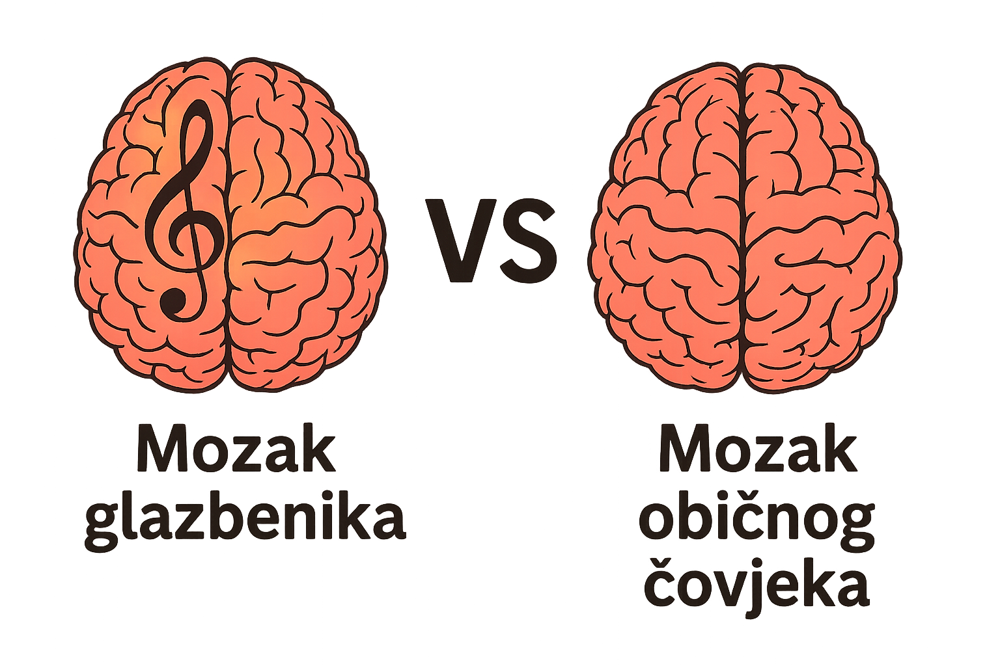 VS
Mozak
glazbenika
Mozak
običnog
čovjeka